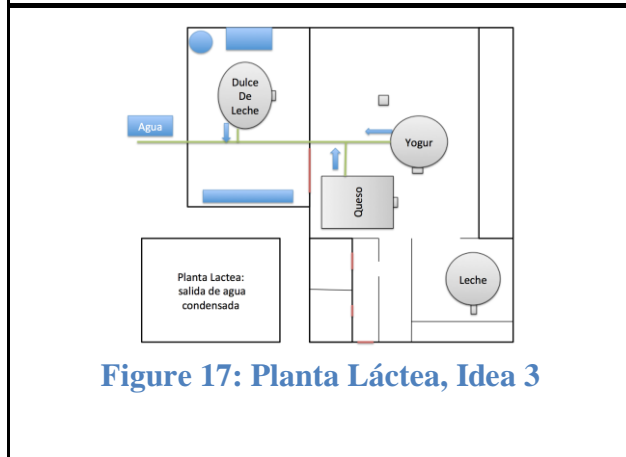 Dulce
De
Leche
Agua
Yogur
Queso
Planta Lactea:
salida de agua
condensada
Leche
Figure 17: Planta Láctea, Idea 3